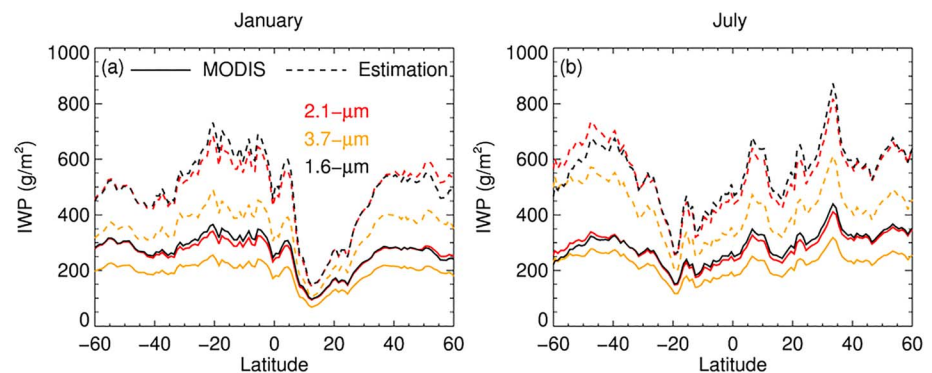 January
July
1000
800
600
400
200
0
IWP (g/m²)
(a)
MODIS
Estimation
2.1–μm
3.7–μm
1.6–μm
−60 −40 −20 0 20 40 60
Latitude
1000
800
600
400
200
0
IWP (g/m²)
(b)
−60 −40 −20 0 20 40 60
Latitude